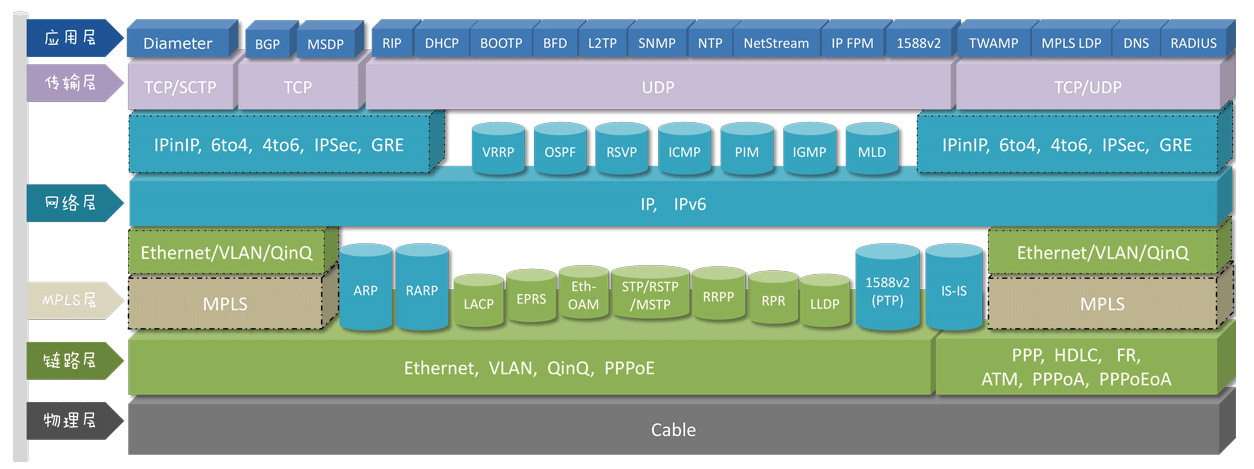 应用层
Diameter
BGP
MSDP
RIP
DHCP
BOOTP
BFD
L2TP
SNMP
NTP
NetStream
IP FPM
1588v2
TWAMP
MPLS LDP
DNS
RADIUS
传输层
TCP/SCTP
TCP
UDP
TCP/UDP
IPinIP, 6to4, 4to6, IPSec, GRE
VRRP
OSPF
RSVP
ICMP
PIM
IGMP
MLD
IPinIP, 6to4, 4to6, IPSec, GRE
网络层
IP, IPv6
Ethernet/VLAN/QinQ
Ethernet/VLAN/QinQ
MPLS层
MPLS
ARP
RARP
LACP
EPRS
Eth-
OAM
STP/RSTP
/MSTP
RRPP
RPR
LLDP
1588v2
(PTP)
IS-IS
MPLS
链路层
Ethernet, VLAN, QinQ, PPPoE
PPP, HDLC, FR,
ATM, PPPoA, PPPoEoA
物理层
Cable